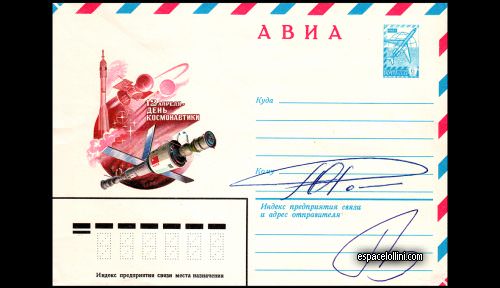 АВИА
12 АПРЕЛЯ-
ДЕНЬ
КОСМОНАВТИКИ
Куда
Кому
Индекс предприятия связи
и адрес отправителя
Индекс предприятия связи места назначения
espacelollini.com